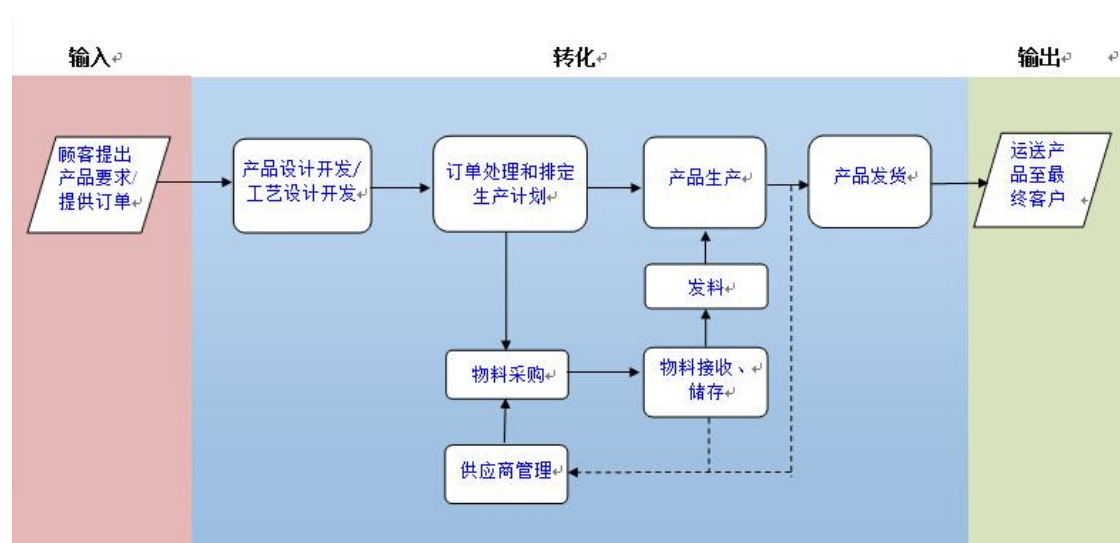 输入
转化
输出
顾客提出
产品要求/
提供订单
产品设计开发/
工艺设计开发
订单处理和排定
生产计划
产品生产
产品发货
运送产
品至最
终客户
发料
物料采购
物料接收、
储存
供应商管理